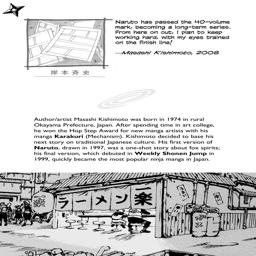 Naruto has passed the 40-volume
mark, becoming a long-term series.
From here on out, I plan to keep
working hard, with my eyes trained
on the finish line!
—Masashi Kishimoto, 2008
岸本斉史
Author/artist Masashi Kishimoto was born in 1974 in rural
Okayama Prefecture, Japan. After spending time in art college,
he won the Hop Step Award for new manga artists with his
manga Karakuri (Mechanism). Kishimoto decided to base his
next story on traditional Japanese culture. His first version of
Naruto, drawn in 1997, was a one-shot story about fox spirits;
his final version, which debuted in Weekly Shonen Jump in
1999, quickly became the most popular ninja manga in Japan.
ラーメン一楽